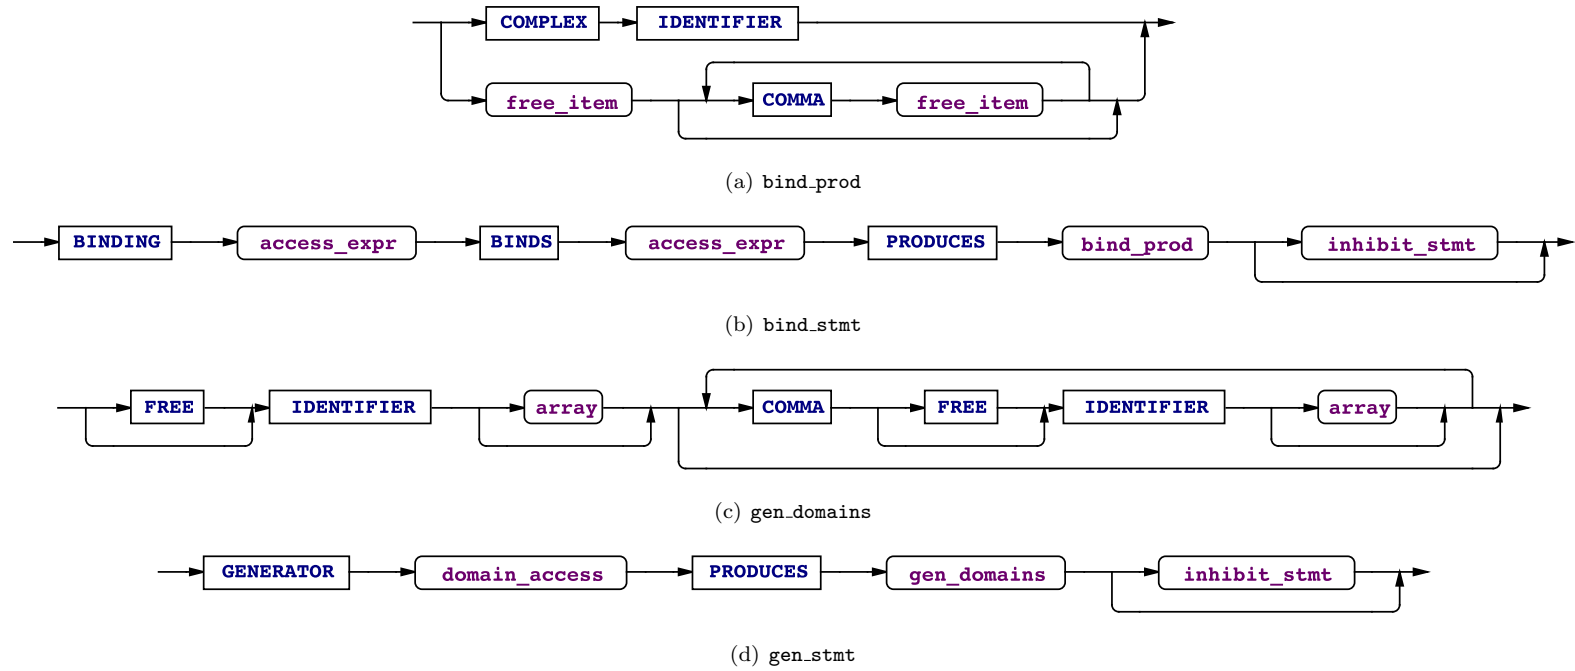 COMPLEX IDENTIFIER
free_item COMMA free_item
(a) bind_prod
BINDING access_expr BINDS access_expr PRODUCES bind_prod inhibit_stmt
(b) bind_stmt
FREE IDENTIFIER array COMMA FREE IDENTIFIER array
(c) gen_domains
GENERATOR domain_access PRODUCES gen_domains inhibit_stmt
(d) gen_stmt